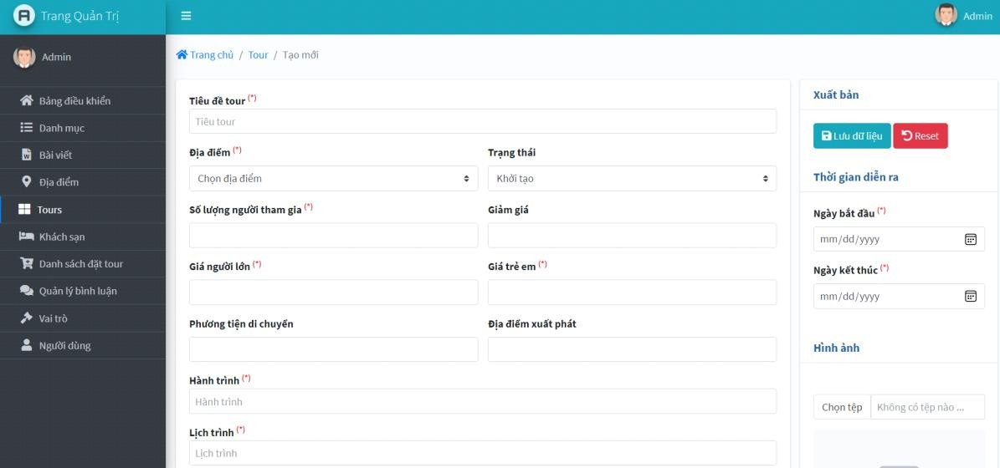 Trang Quản Trị
Admin
Admin
Bảng điều khiển
Danh mục
Bài viết
Địa điểm
Tours
Khách sạn
Danh sách đặt tour
Quản lý bình luận
Vai trò
Người dùng
Trang chủ / Tour / Tạo mới
Tiêu đề tour (*)
Tiêu tour
Địa điểm (*) Trạng thái
Chọn địa điểm Khởi tạo
Số lượng người tham gia (*) Giảm giá
Giá người lớn (*) Giá trẻ em (*)
Phương tiện di chuyển Địa điểm xuất phát
Hành trình (*)
Hành trình
Lịch trình (*)
Lịch trình
Xuất bản
Lưu dữ liệu Reset
Thời gian diễn ra
Ngày bắt đầu (*)
mm/dd/yyyy
Ngày kết thúc (*)
mm/dd/yyyy
Hình ảnh
Chọn tệp Không có tệp nào ...